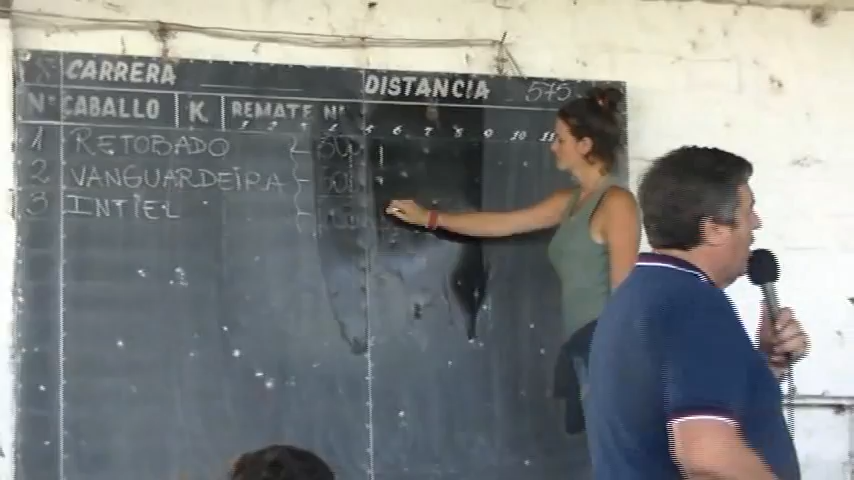 CARRERA DISTANCIA 575
Nº CABALLO K. REMATE Nº
1 2 3 4 5 6 7 8 9 10 11
1 RETOBADO
2 VANGUARDEIRA
3 INTIEL